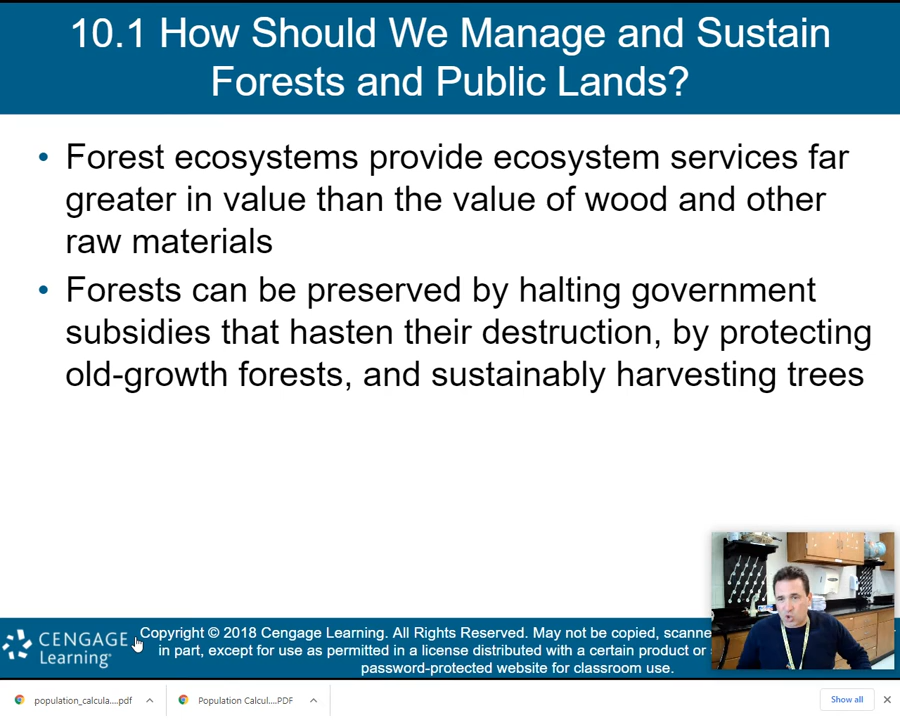 10.1 How Should We Manage and Sustain
Forests and Public Lands?
• Forest ecosystems provide ecosystem services far
greater in value than the value of wood and other
raw materials
• Forests can be preserved by halting government
subsidies that hasten their destruction, by protecting
old-growth forests, and sustainably harvesting trees
CENGAGE
Learning®
Copyright © 2018 Cengage Learning. All Rights Reserved. May not be copied,
in part, except for use as permitted in a license distributed with a certain product or
password-protected website for classroom use.
population_calcula....pdf
Population Calcul....PDF
Show all